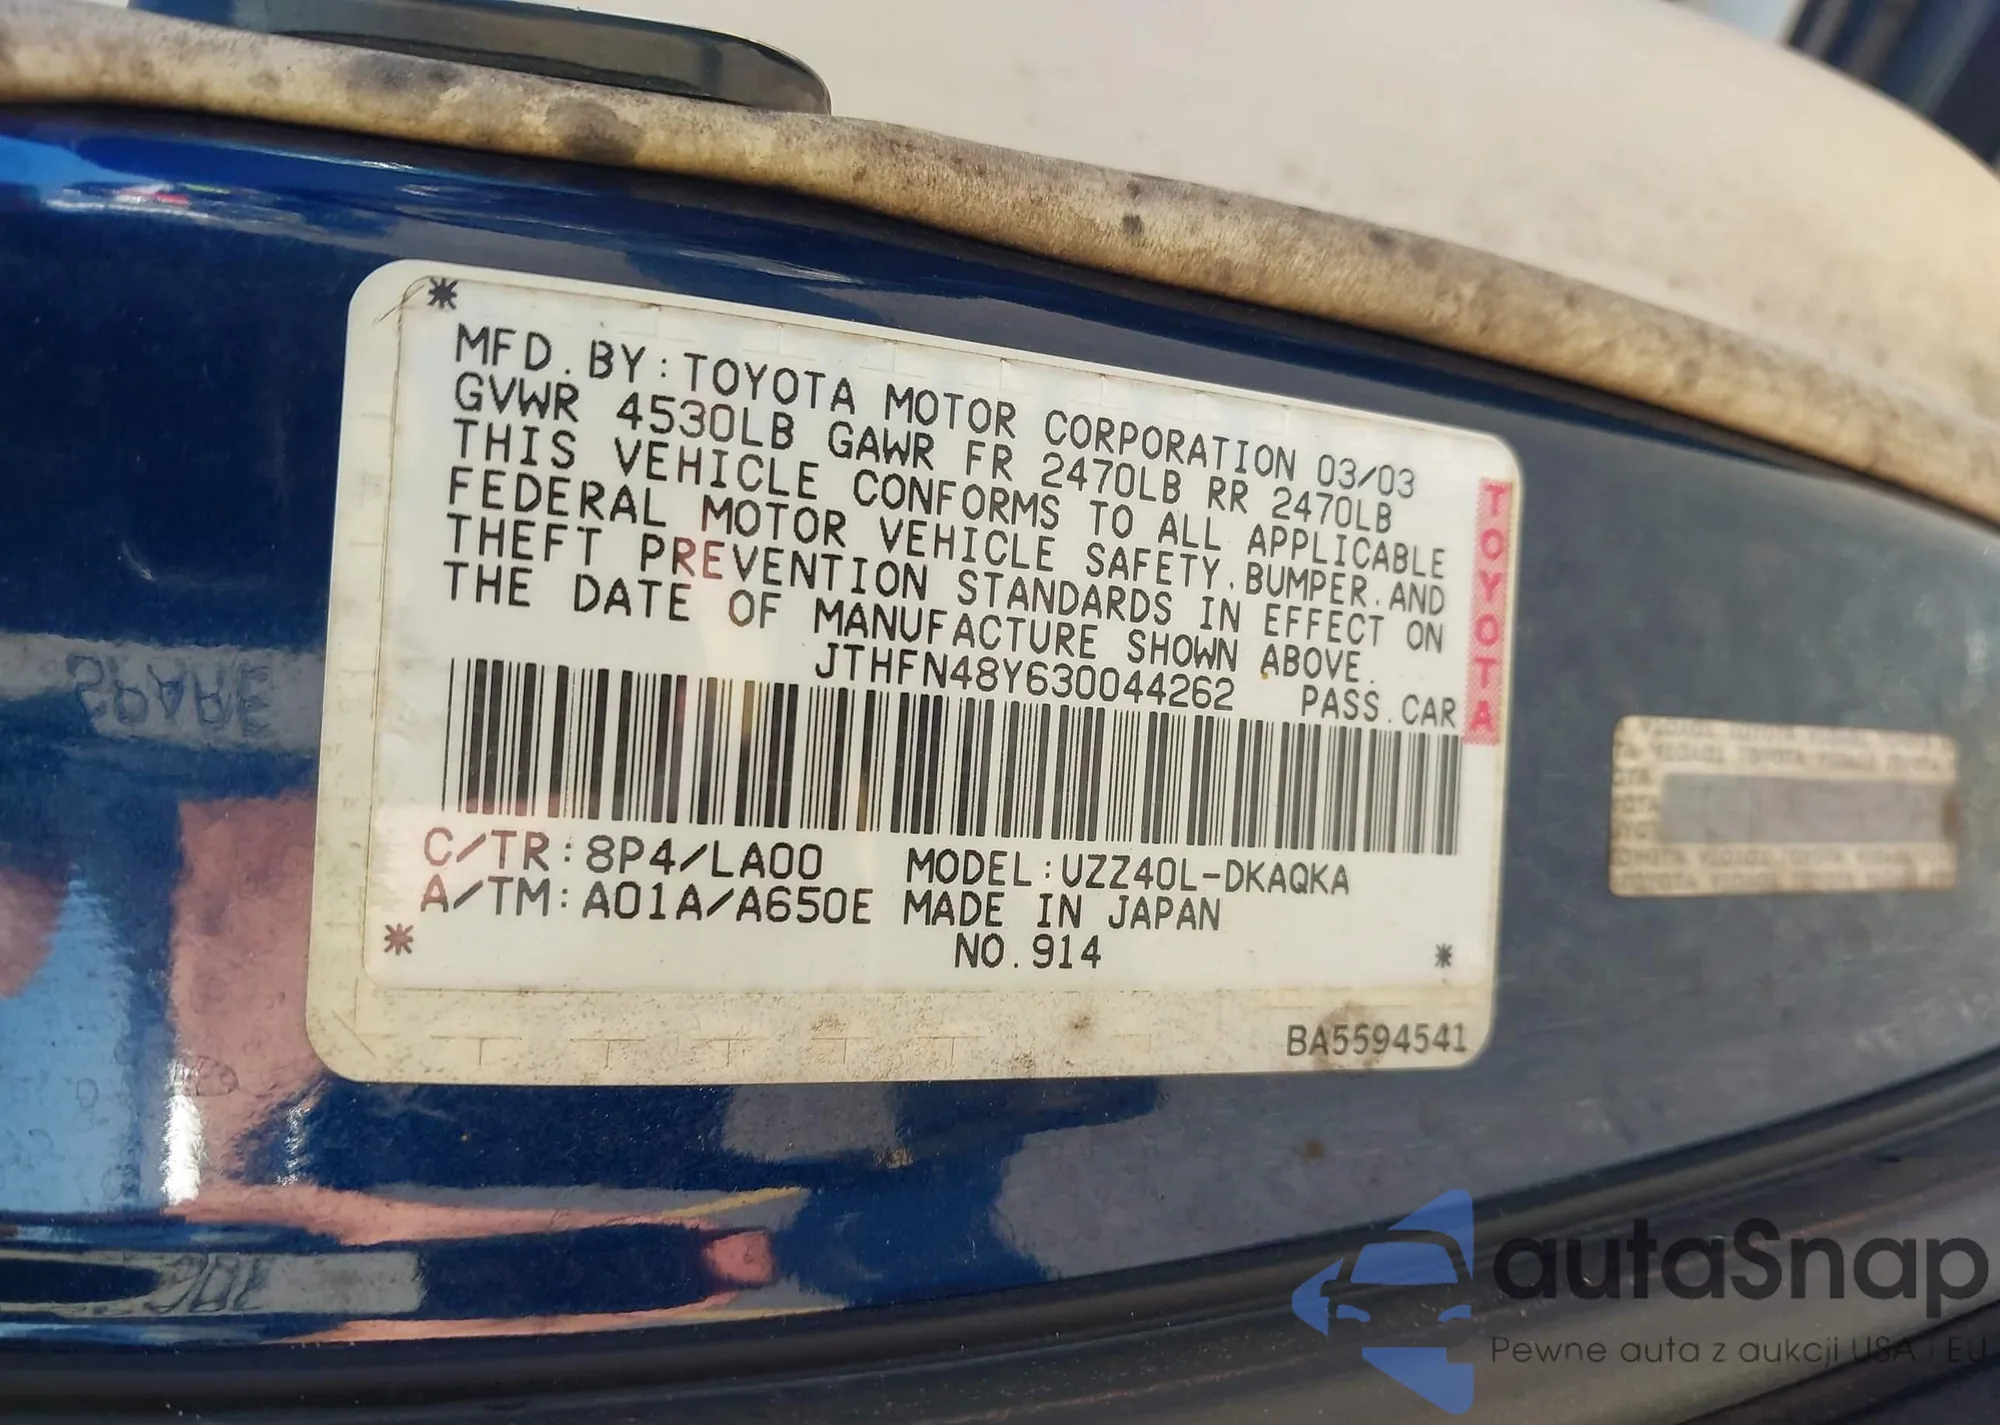 MFD.BY:TOYOTA MOTOR CORPORATION 03/03
GVWR 4530LB GAWR FR 2470LB RR 2470LB
THIS VEHICLE CONFORMS TO ALL APPLICABLE
FEDERAL MOTOR VEHICLE SAFETY.BUMPER.AND
THEFT PREVENTION STANDARDS IN EFFECT ON
THE DATE OF MANUFACTURE SHOWN ABOVE.
JTHFN48Y630044262 PASS.CAR
TOYOTA
C/TR:8P4/LA00 MODEL:UZZ40L-DKAQKA
A/TM:A01A/A650E MADE IN JAPAN
NO.914
BA5594541
SPARE
autaSnap
Pewne auta z aukcji USA i EU